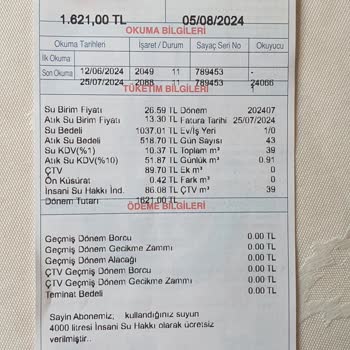 1.621,00 TL 05/08/2024
OKUMA BİLGİLERİ
Okuma Tarihleri İşaret / Durum Sayaç Seri No Okuyucu
İlk Okuma 12/06/2024 2049 11 789453 -
Son Okuma 25/07/2024 2088 11 789453 24066
TÜKETİM BİLGİLERİ
Su Birim Fiyatı 26.59 TL Dönem 202407
Atık Su Birim Fiyatı 13.30 TL Fatura Tarihi 25/07/2024
Su Bedeli 1037.01 TL Ev/İş Yeri 1/0
Atık Su Bedeli 518.70 TL Gün Sayısı 43
Su KDV(%1) 10.37 TL Toplam m³ 39
Atık Su KDV(%10) 51.87 TL Günlük m³ 0.91
ÇTV 89.70 TL Ek m³ 0
Ön Küsürat 0.42 TL Fark m³ 0
İnsani Su Hakkı İnd. 86.08 TL ÇTV m³ 39
Dönem Tutarı 1621.00 TL
ÖDEME BİLGİLERİ
Geçmiş Dönem Borcu 0.00 TL
Geçmiş Dönem Gecikme Zammı 0.00 TL
Geçmiş Dönem Alacağı 0.00 TL
ÇTV Geçmiş Dönem Borcu 0.00 TL
ÇTV Geçmiş Dönem Gecikme Zammı 0.00 TL
Teminat Bedeli 0.00 TL
Sayin Abonemiz, kullandığınız suyun
4000 litresi İnsani Su Hakkı olarak ücretsiz
verilmiştir..